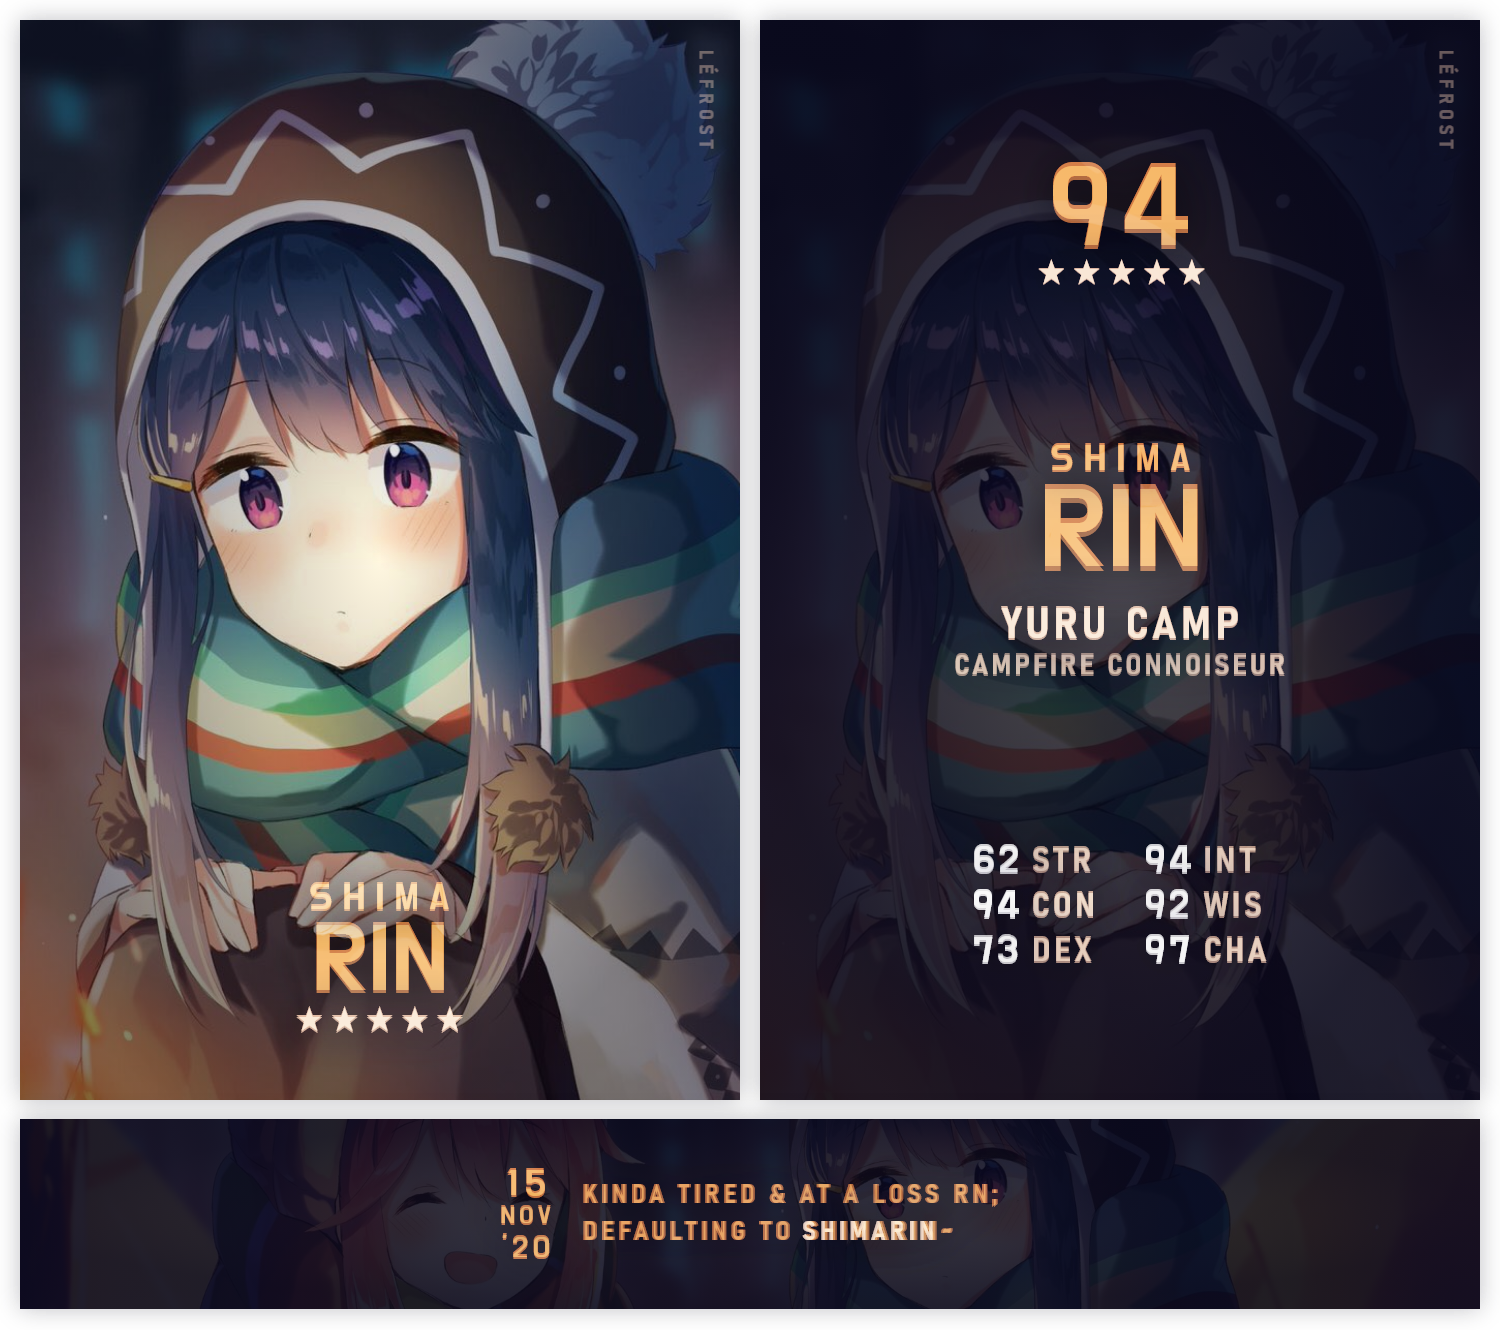 LÉFROST
SHIMA
RIN
★★★★★
LÉFROST
94
★★★★★
SHIMA
RIN
YURU CAMP
CAMPFIRE CONNOISEUR
62 STR 94 INT
94 CON 92 WIS
73 DEX 97 CHA
15
NOV
'20
KINDA TIRED & AT A LOSS RN;
DEFAULTING TO SHIMARIN~